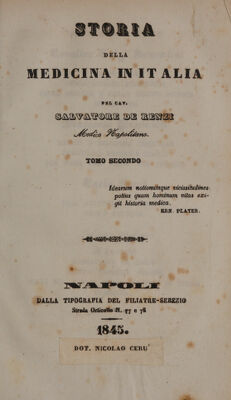 STORIA
DELLA
MEDICINA IN ITALIA
PEL CAV:
SALVATORE DE RENZI
Medico Napolitano.
TOMO SECONDO
Idearum notionumque vicissitudines
potius quam hominum vitas exi-
git historia medica.
ERN. PLATER.
NAPOLI
DALLA TIPOGRAFIA DEL FILIATRE-SEBEZIO
Strada Orticello N. 77 e 78
1845.
DOT. NICOLAO CERU'